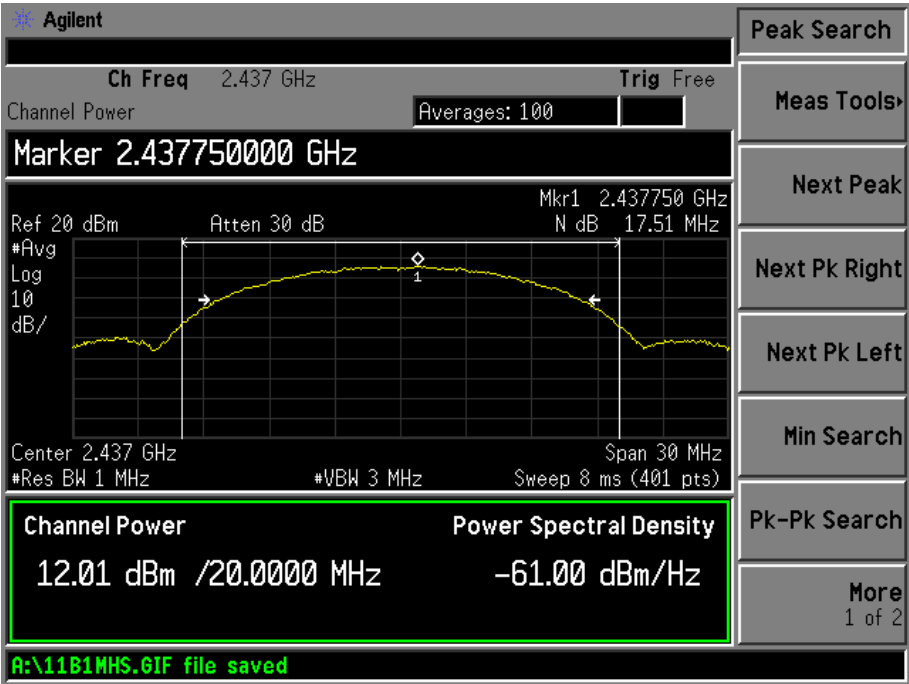 Agilent
Peak Search
Ch Freq 2.437 GHz Trig Free
Channel Power Averages: 100
Meas Tools
Marker 2.437750000 GHz
Mkr1 2.437750 GHz
Ref 20 dBm Atten 30 dB N dB 17.51 MHz
#Avg
Log
10
dB/
1
Center 2.437 GHz Span 30 MHz
#Res BW 1 MHz #VBW 3 MHz Sweep 8 ms (401 pts)
Next Peak
Next Pk Right
Next Pk Left
Min Search
Pk-Pk Search
More
1 of 2
Channel Power Power Spectral Density
12.01 dBm /20.0000 MHz -61.00 dBm/Hz
A:\11B1MHS.GIF file saved